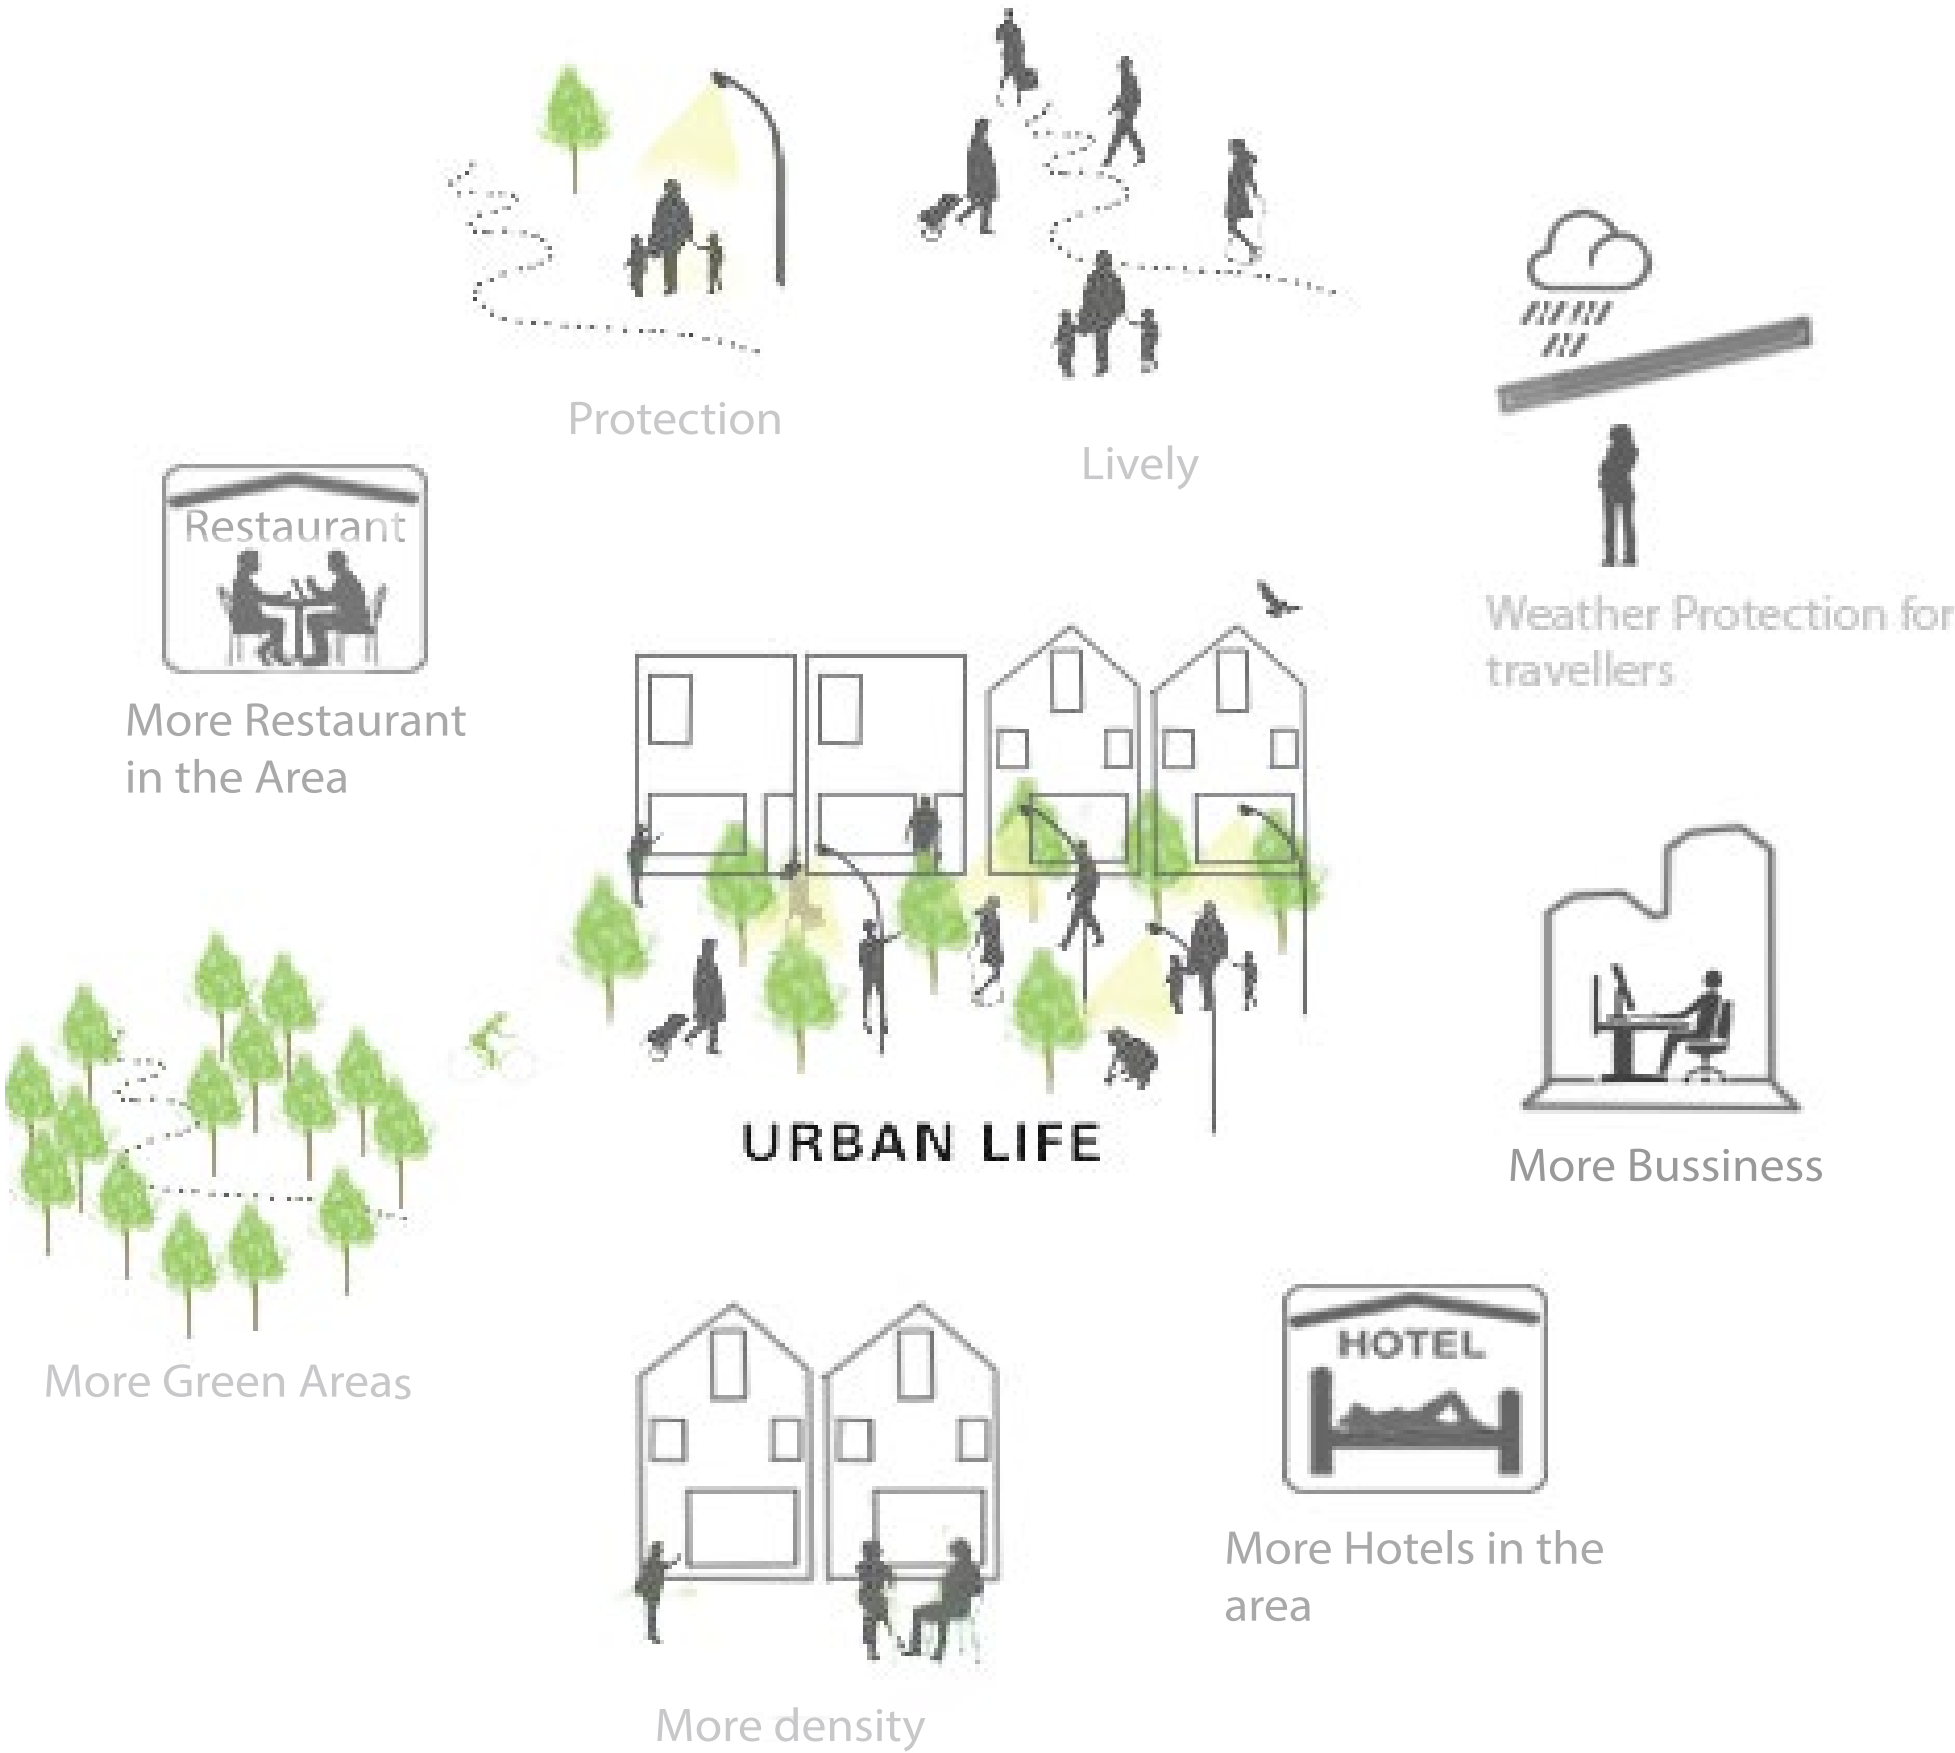 Protection
Lively
Restaurant
More Restaurant
in the Area
Weather Protection for
travellers
URBAN LIFE
More Bussiness
More Green Areas
HOTEL
More Hotels in the
area
More density